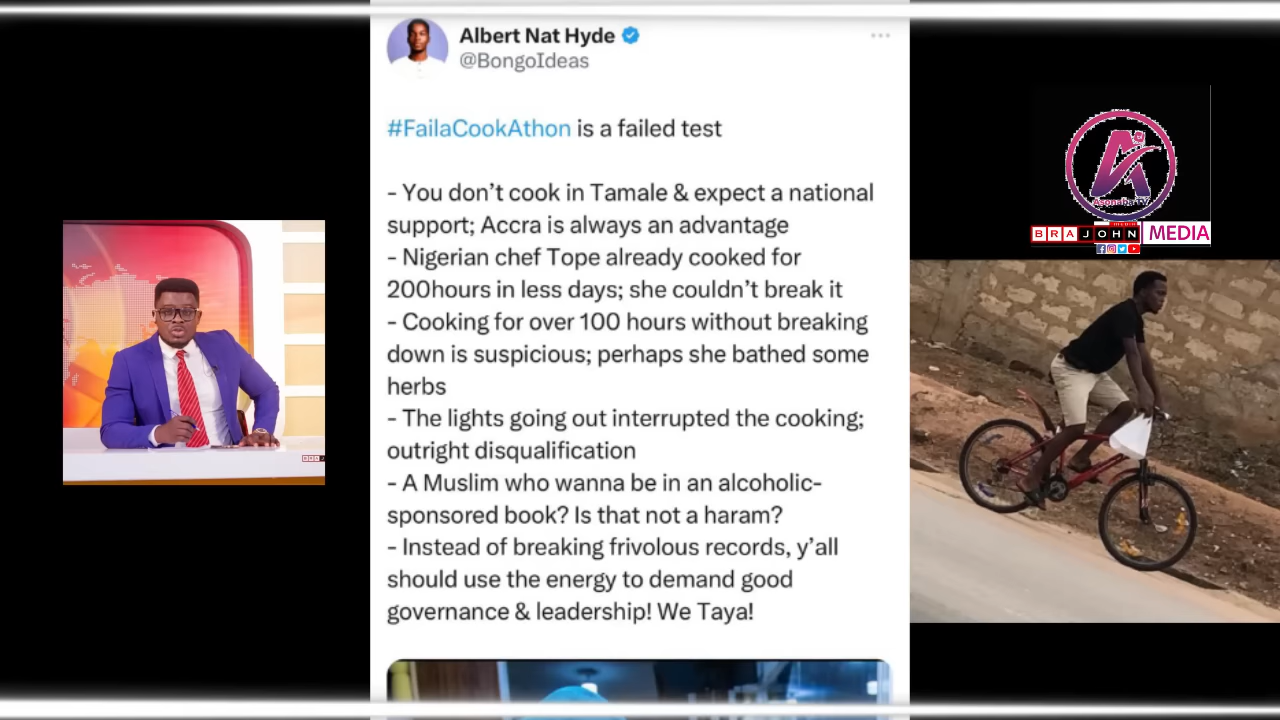 Albert Nat Hyde
@BongoIdeas
#FailaCookAthon is a failed test
- You don’t cook in Tamale & expect a national
support; Accra is always an advantage
- Nigerian chef Tope already cooked for
200hours in less days; she couldn’t break it
- Cooking for over 100 hours without breaking
down is suspicious; perhaps she bathed some
herbs
- The lights going out interrupted the cooking;
outright disqualification
- A Muslim who wanna be in an alcoholic-
sponsored book? Is that not a haram?
- Instead of breaking frivolous records, y’all
should use the energy to demand good
governance & leadership! We Taya!
BRA JOHN MEDIA